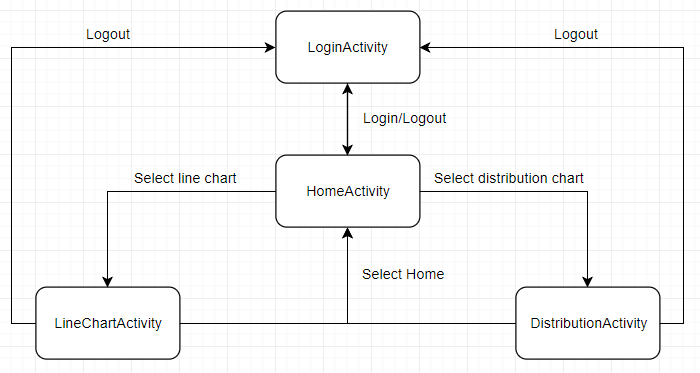 Logout
Logout
LoginActivity
Login/Logout
Select line chart
HomeActivity
Select distribution chart
Select Home
LineChartActivity
DistributionActivity